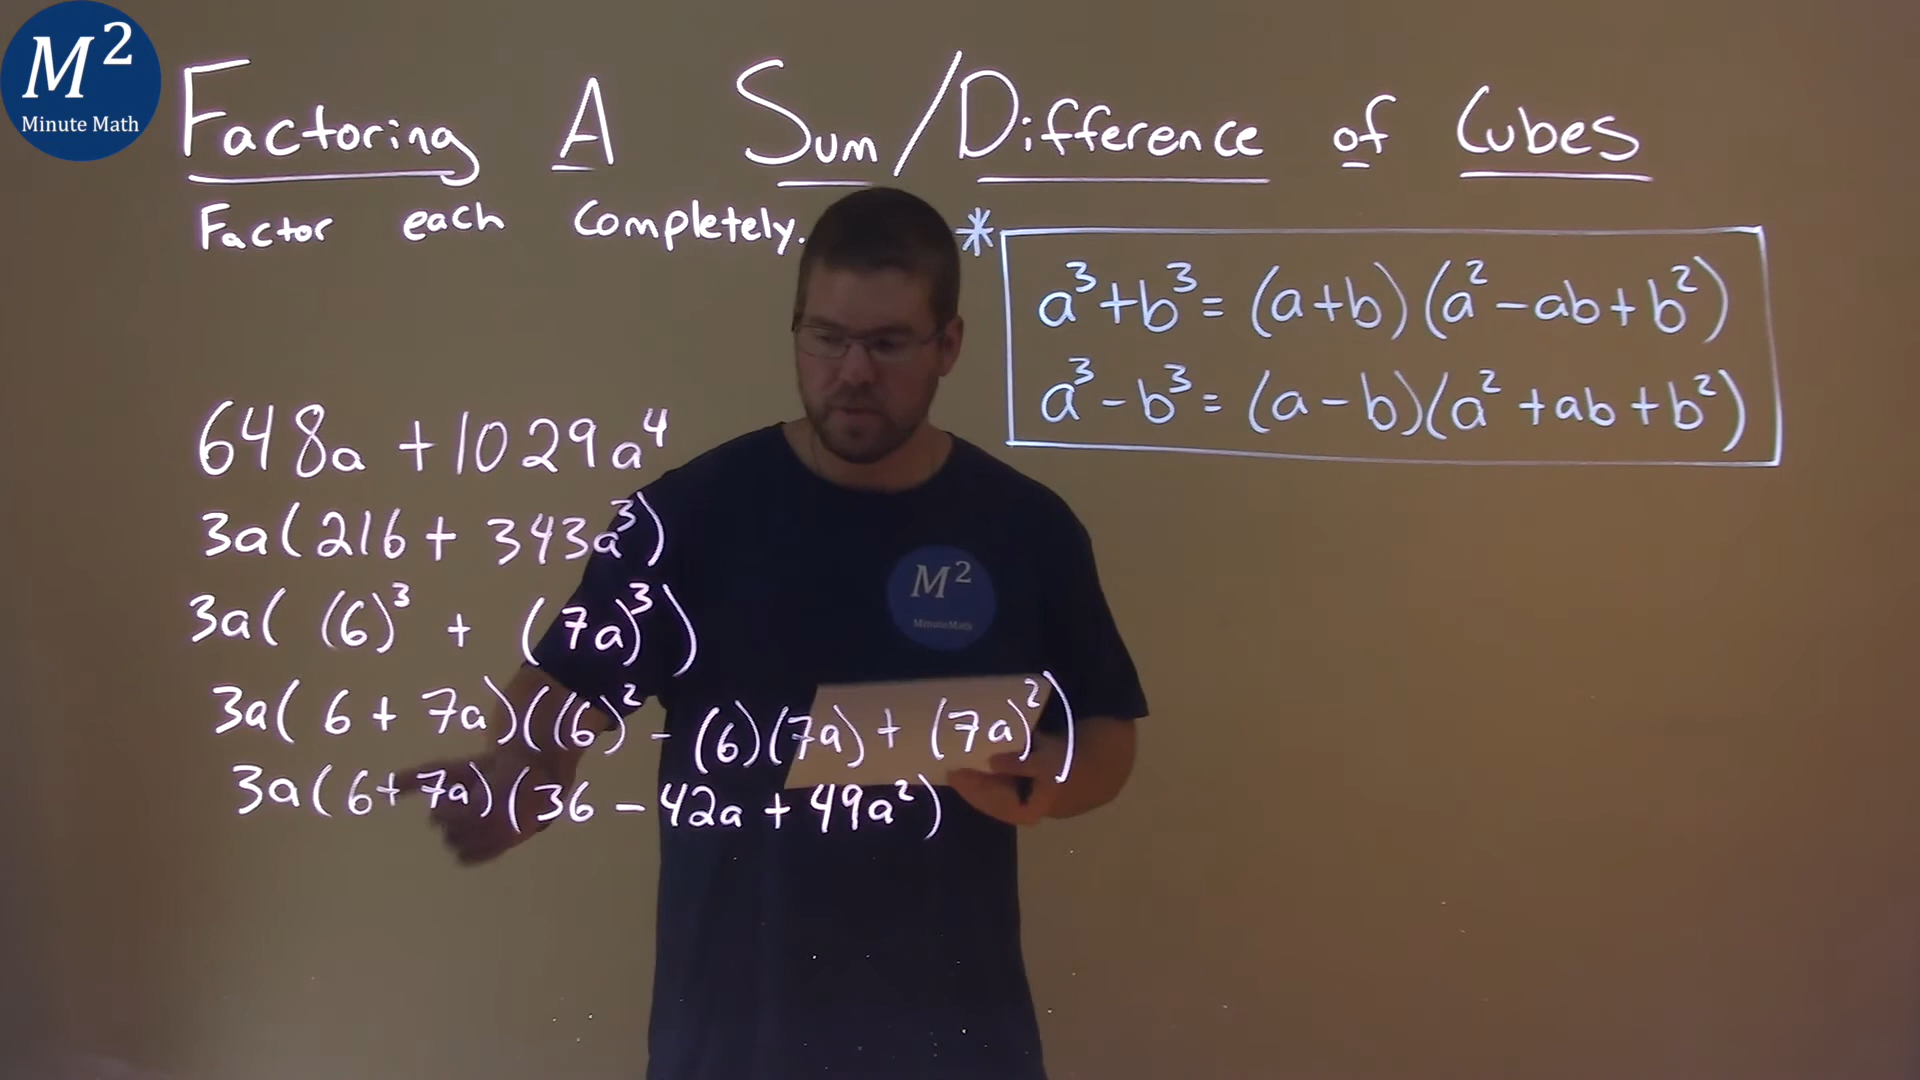 M²
Minute Math
Factoring A Sum/Difference of Cubes
Factor each completely.
*
a³+b³= (a+b)(a²-ab+b²)
a³-b³= (a-b)(a²+ab+b²)
648a +1029a⁴
3a(216+ 343a³)
3a( (6)³ + (7a)³)
3a( 6 + 7a)((6)² - (6)(7a) + (7a)²)
3a(6+7a)(36 - 42a + 49a²)
M²
MinuteMath